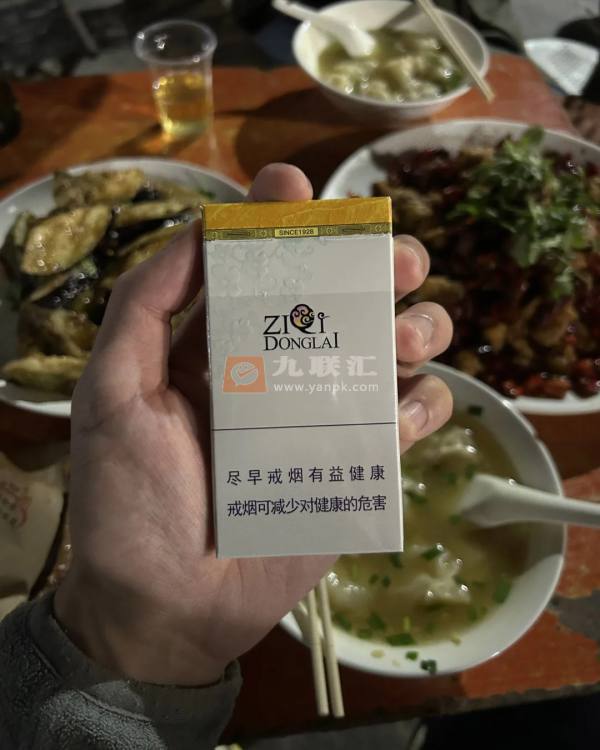 SINCE1928
ZIQI
DONGLAI
九联汇
www.yanpk.com
尽早戒烟有益健康
戒烟可减少对健康的危害